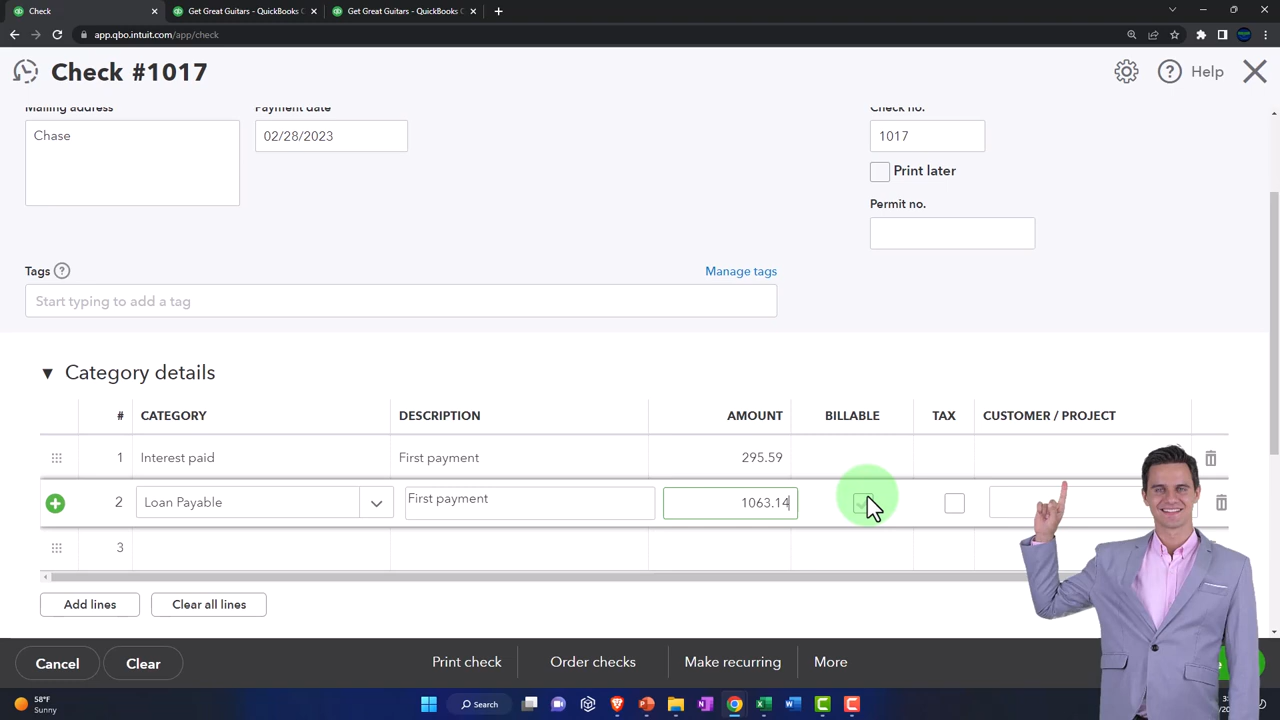 Check
Get Great Guitars - QuickBooks C
Get Great Guitars - QuickBooks C
app.qbo.intuit.com/app/check
Check #1017
Help
Mailing address
Payment date
Check no.
Chase
02/28/2023
1017
Print later
Permit no.
Tags
Manage tags
Start typing to add a tag
Category details
# CATEGORY DESCRIPTION AMOUNT BILLABLE TAX CUSTOMER / PROJECT
1 Interest paid First payment 295.59
2 Loan Payable First payment 1063.14
3
Add lines
Clear all lines
Cancel
Clear
Print check
Order checks
Make recurring
More
58°F
Sunny
Search